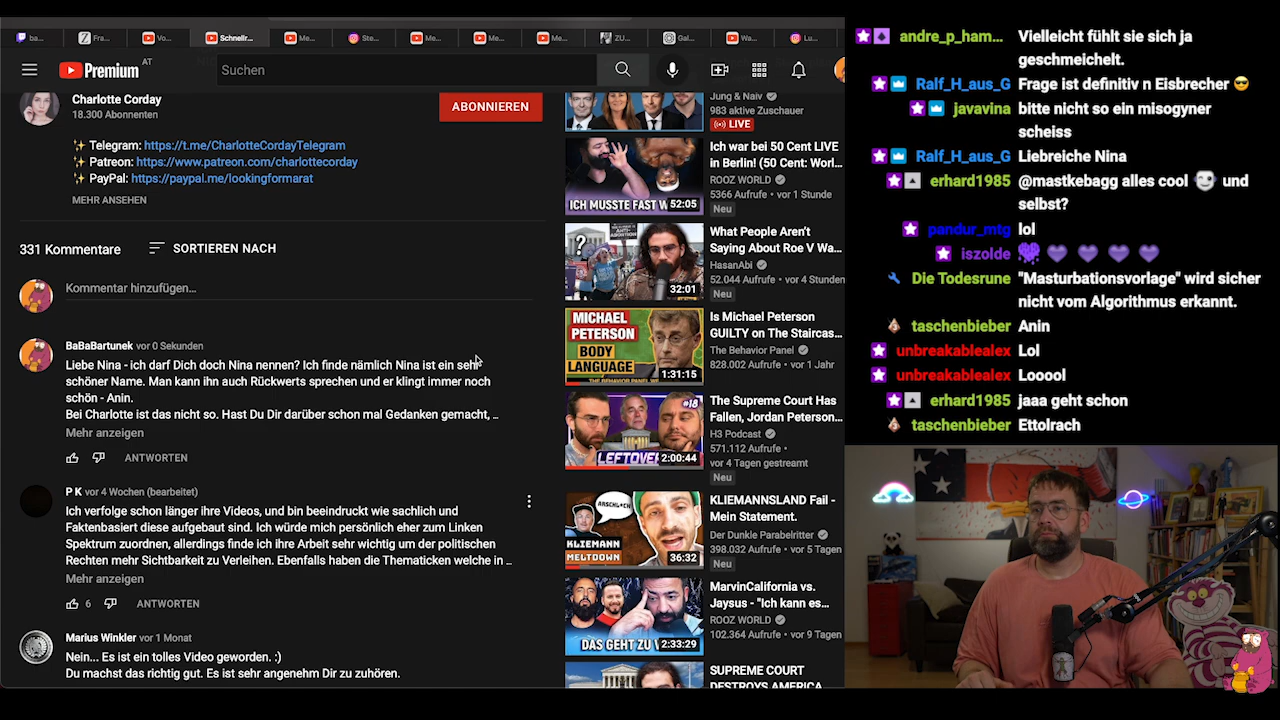 ba...
Fra...
Vo...
Schnellr...
Me...
Ste...
Me...
Me...
Me...
ZU...
Gal...
Wa...
Lu...
Premium
AT
Suchen
Charlotte Corday
18.300 Abonnenten
ABONNIEREN
✨ Telegram: https://t.me/CharlotteCordayTelegram
✨ Patreon: https://www.patreon.com/charlottecorday
✨ PayPal: https://paypal.me/lookingformarat
MEHR ANSEHEN
331 Kommentare
SORTIEREN NACH
Kommentar hinzufügen...
BaBaBartunek vor 0 Sekunden
Liebe Nina - ich darf Dich doch Nina nennen? Ich finde nämlich Nina ist ein sehr
schöner Name. Man kann ihn auch Rückwerts sprechen und er klingt immer noch
schön - Anin.
Bei Charlotte ist das nicht so. Hast Du Dir darüber schon mal Gedanken gemacht, ...
Mehr anzeigen
ANTWORTEN
P K vor 4 Wochen (bearbeitet)
Ich verfolge schon länger ihre Videos, und bin beeindruckt wie sachlich und
Faktenbasiert diese aufgebaut sind. Ich würde mich persönlich eher zum Linken
Spektrum zuordnen, allerdings finde ich ihre Arbeit sehr wichtig um der politischen
Rechten mehr Sichtbarkeit zu Verleihen. Ebenfalls haben die Thematicken welche in ...
Mehr anzeigen
6
ANTWORTEN
Marius Winkler vor 1 Monat
Nein... Es ist ein tolles Video geworden. :)
Du machst das richtig gut. Es ist sehr angenehm Dir zu zuhören.
Jung & Naiv
983 aktive Zuschauer
LIVE
ICH MUSSTE FAST W
52:05
Ich war bei 50 Cent LIVE
in Berlin! (50 Cent: Worl...
ROOZ WORLD
5366 Aufrufe • vor 1 Stunde
Neu
?
32:01
What People Aren't
Saying About Roe V Wa...
HasanAbi
52.044 Aufrufe • vor 4 Stunden
Neu
MICHAEL
PETERSON
BODY
LANGUAGE
THE BEHAVIOR PANEL
1:31:15
Is Michael Peterson
GUILTY on The Staircas...
The Behavior Panel
828.002 Aufrufe • vor 1 Jahr
#18
LEFTOVE
2:00:44
The Supreme Court Has
Fallen, Jordan Peterson...
H3 Podcast
571.112 Aufrufe •
vor 4 Tagen gestreamt
Neu
ARSCHL*CH
KLIEMANN
MELTDOWN
36:32
KLIEMANNSLAND Fail -
Mein Statement.
Der Dunkle Parabelritter
398.032 Aufrufe • vor 5 Tagen
Neu
DAS GEHT ZU
2:33:29
MarvinCalifornia vs.
Jaysus - "Ich kann es...
ROOZ WORLD
102.364 Aufrufe • vor 9 Tagen
SUPREME COURT
DESTROYS AMERICA
andre_p_ham... Vielleicht fühlt sie sich ja
geschmeichelt.
Ralf_H_aus_G Frage ist definitiv n Eisbrecher 😎
javavina bitte nicht so ein misogyner
scheiss
Ralf_H_aus_G Liebreiche Nina
erhard1985 @mastkebagg alles cool und
selbst?
pandur_mtg lol
iszolde 💜 💜 💜 💜
Die Todesrune "Masturbationsvorlage" wird sicher
nicht vom Algorithmus erkannt.
taschenbieber Anin
unbreakablealex Lol
unbreakablealex Looool
erhard1985 jaaa geht schon
taschenbieber Ettolrach